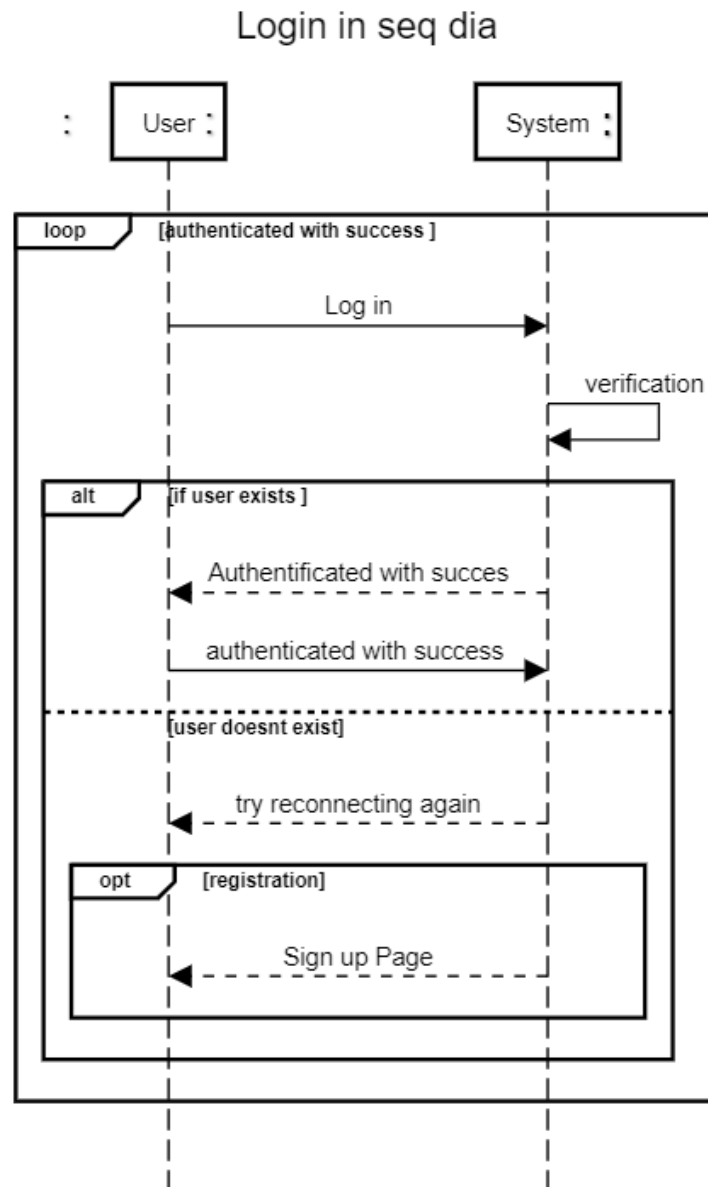 Login in seq dia
: User : System :
loop [authenticated with success ]
Log in
verification
alt [if user exists ]
Authentificated with succes
authenticated with success
[user doesnt exist]
try reconnecting again
opt [registration]
Sign up Page